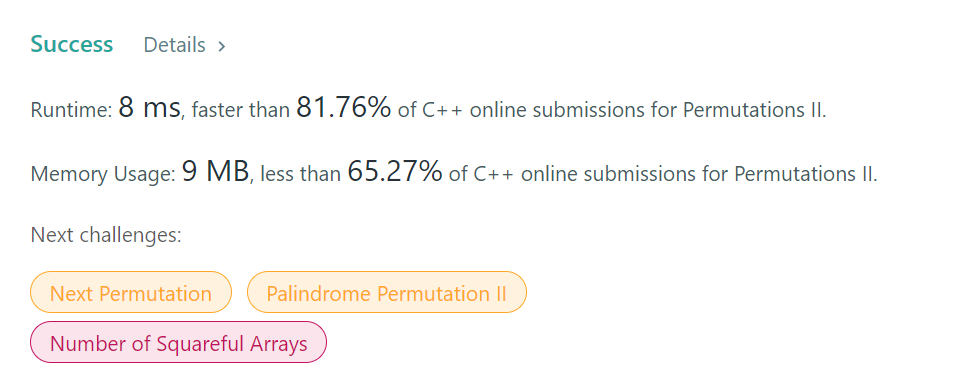 Success Details >
Runtime: 8 ms, faster than 81.76% of C++ online submissions for Permutations II.
Memory Usage: 9 MB, less than 65.27% of C++ online submissions for Permutations II.
Next challenges:
Next Permutation Palindrome Permutation II
Number of Squareful Arrays